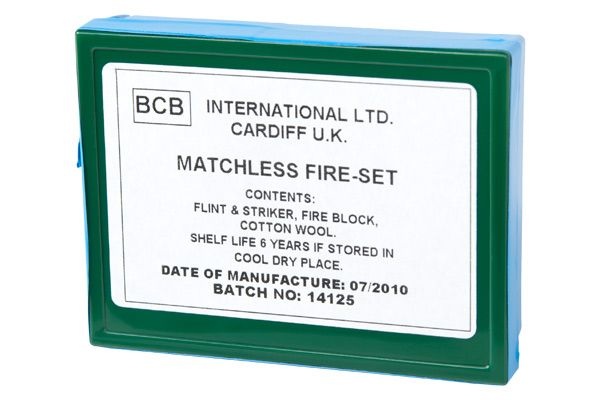 BCB INTERNATIONAL LTD.
CARDIFF U.K.
MATCHLESS FIRE-SET
CONTENTS:
FLINT & STRIKER, FIRE BLOCK,
COTTON WOOL.
SHELF LIFE 6 YEARS IF STORED IN
COOL DRY PLACE.
DATE OF MANUFACTURE: 07/2010
BATCH NO: 14125